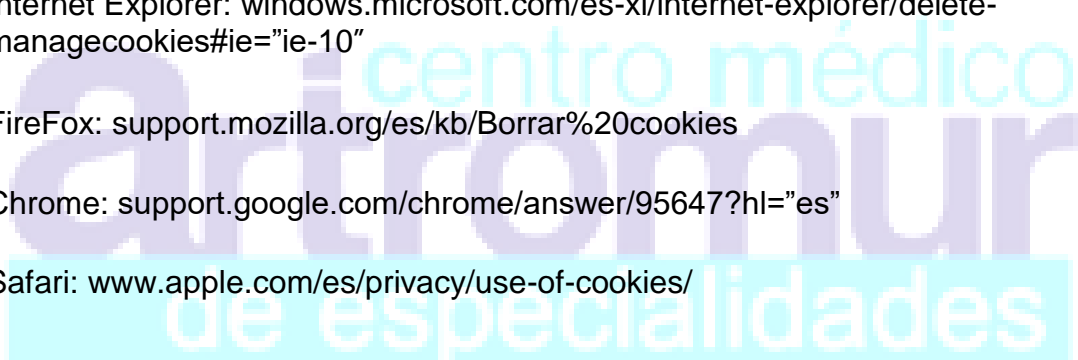 Internet Explorer: windows.microsoft.com/es-xl/internet-explorer/delete-
managecookies#ie=”ie-10″
centro médico
FireFox: support.mozilla.org/es/kb/Borrar%20cookies
artromur
Chrome: support.google.com/chrome/answer/95647?hl=”es”
Safari: www.apple.com/es/privacy/use-of-cookies/
de especialidades